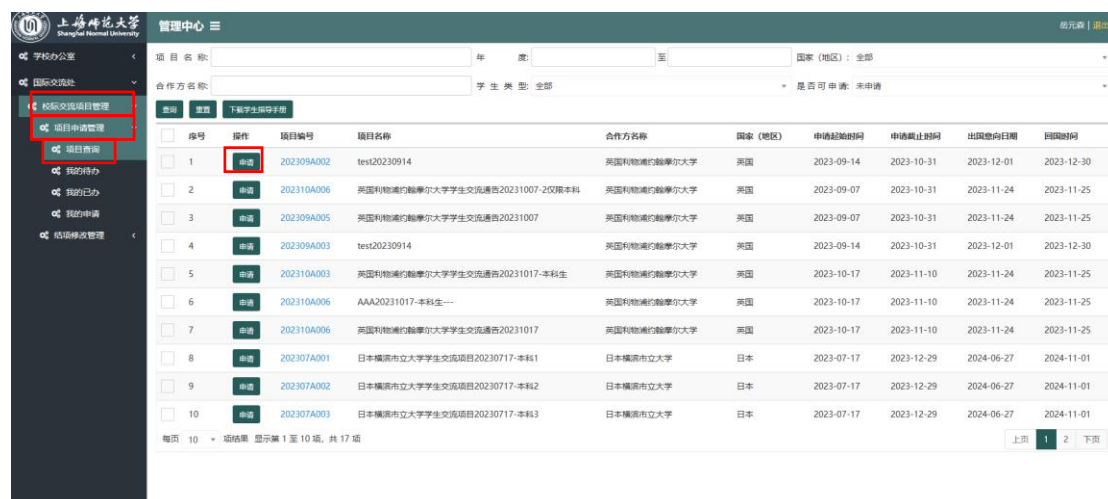 上海师范大学
Shanghai Normal University
管理中心
岳元森 | 退出
学校办公室
国际交流处
校际交流项目管理
项目申请管理
项目查询
我的待办
我的已办
我的申请
结项修改管理
项目名称: 年度: 至 国家（地区）: 全部
合作方名称: 学生类型: 全部 是否可申请: 未申请
查询 重置 下载学生指导手册
序号 操作 项目编号 项目名称 合作方名称 国家（地区） 申请起始时间 申请截止时间 出国意向日期 回国时间
1 申请 202309A002 test20230914 英国利物浦约翰摩尔大学 英国 2023-09-14 2023-10-31 2023-12-01 2023-12-30
2 申请 202310A006 英国利物浦约翰摩尔大学学生交流通告20231007-2仅限本科 英国利物浦约翰摩尔大学 英国 2023-09-07 2023-10-31 2023-11-24 2023-11-25
3 申请 202309A005 英国利物浦约翰摩尔大学学生交流通告20231007 英国利物浦约翰摩尔大学 英国 2023-09-07 2023-10-31 2023-11-24 2023-11-25
4 申请 202309A003 test20230914 英国利物浦约翰摩尔大学 英国 2023-09-14 2023-10-31 2023-12-01 2023-12-30
5 申请 202310A003 英国利物浦约翰摩尔大学学生交流通告20231017-本科生 英国利物浦约翰摩尔大学 英国 2023-10-17 2023-11-10 2023-11-24 2023-11-25
6 申请 202310A006 AAA20231017-本科生--- 英国利物浦约翰摩尔大学 英国 2023-10-17 2023-11-10 2023-11-24 2023-11-25
7 申请 202310A006 英国利物浦约翰摩尔大学学生交流通告20231017 英国利物浦约翰摩尔大学 英国 2023-10-17 2023-11-10 2023-11-24 2023-11-25
8 申请 202307A001 日本横滨市立大学学生交流项目20230717-本科1 日本横滨市立大学 日本 2023-07-17 2023-12-29 2024-06-27 2024-11-01
9 申请 202307A002 日本横滨市立大学学生交流项目20230717-本科2 日本横滨市立大学 日本 2023-07-17 2023-12-29 2024-06-27 2024-11-01
10 申请 202307A003 日本横滨市立大学学生交流项目20230717-本科3 日本横滨市立大学 日本 2023-07-17 2023-12-29 2024-06-27 2024-11-01
每页 10 项结果 显示第 1 至 10 项, 共 17 项 上页 1 2 下页